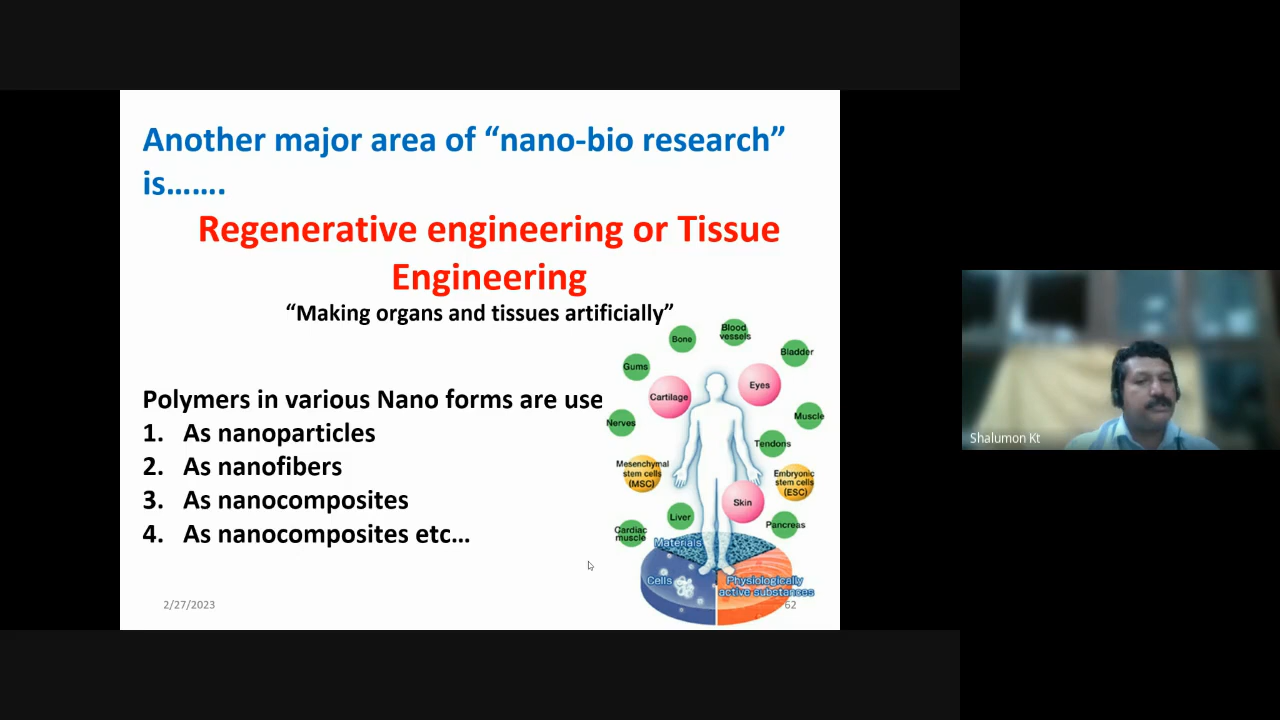 Another major area of “nano-bio research”
is…….
Regenerative engineering or Tissue
Engineering
“Making organs and tissues artificially”
Polymers in various Nano forms are use
1. As nanoparticles
2. As nanofibers
3. As nanocomposites
4. As nanocomposites etc…
Blood
vessels
Bone
Bladder
Gums
Eyes
Cartilage
Muscle
Nerves
Tendons
Mesenchymal
stem cells
(MSC)
Embryonic
stem cells
(ESC)
Skin
Liver
Pancreas
Cardiac
muscle
Materials
Cells
Physiologically
active substances
2/27/2023
62
Shalumon Kt